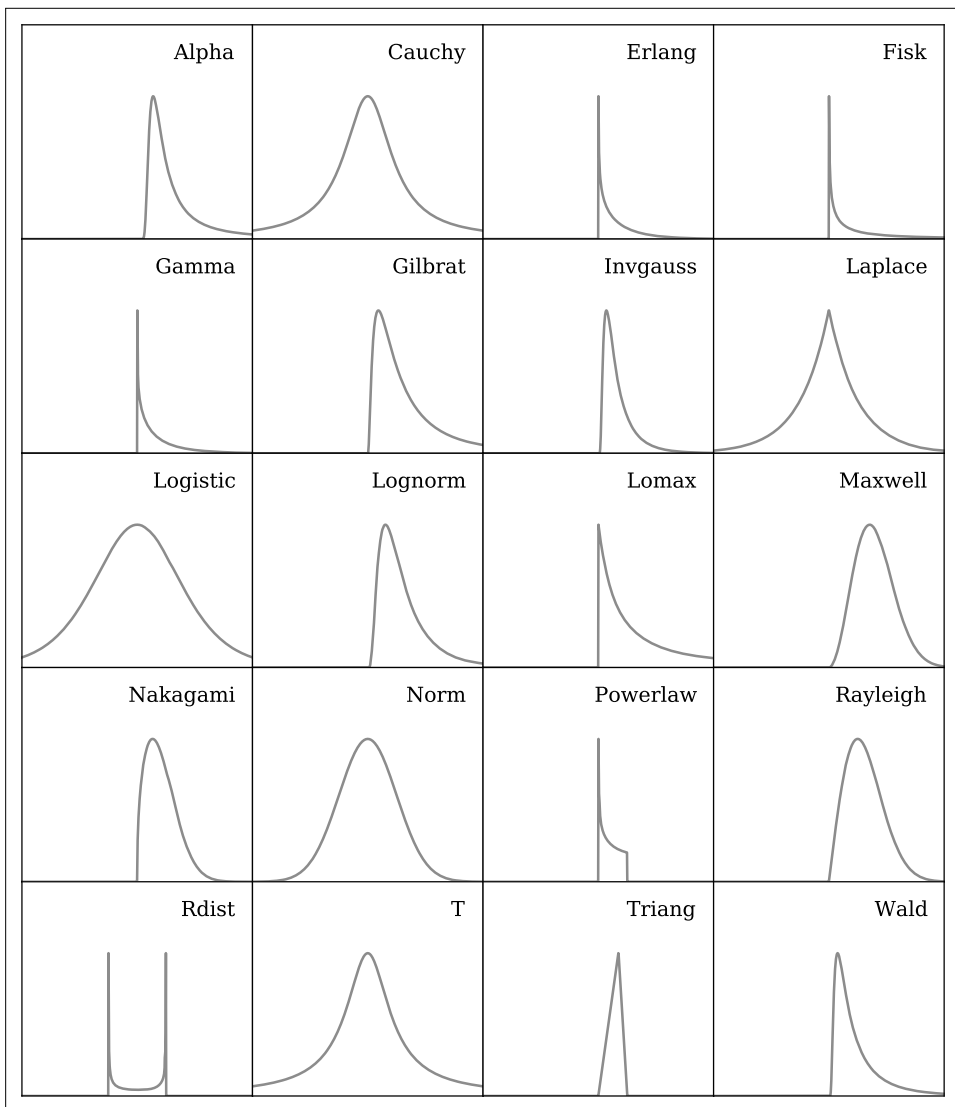 Alpha Cauchy Erlang Fisk
Gamma Gilbrat Invgauss Laplace
Logistic Lognorm Lomax Maxwell
Nakagami Norm Powerlaw Rayleigh
Rdist T Triang Wald